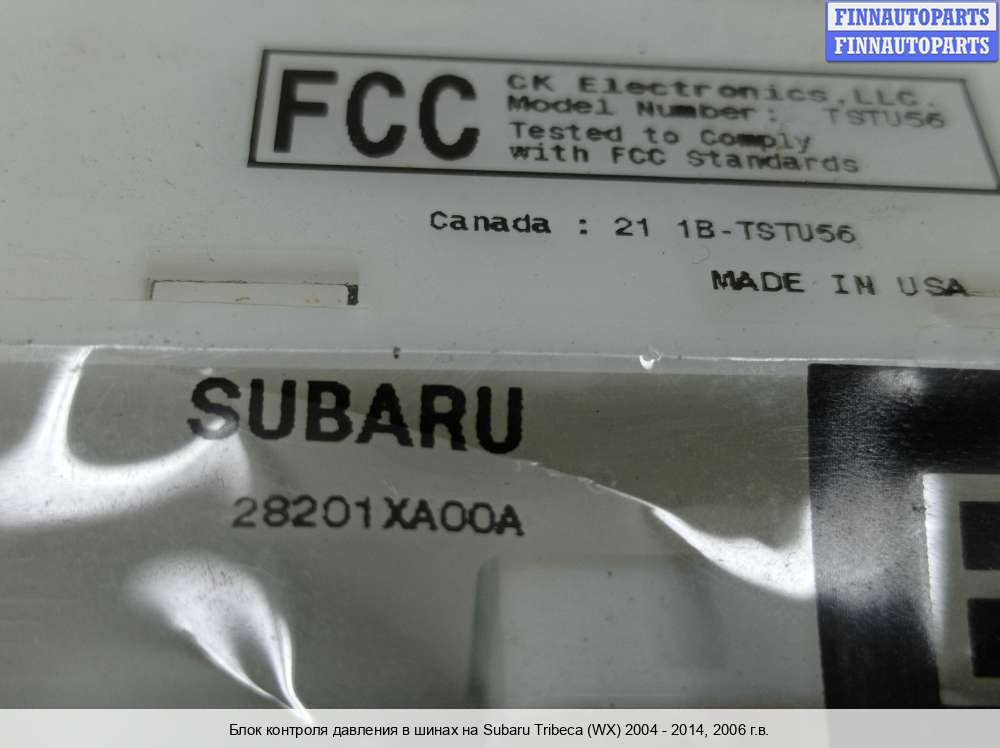 FINNAUTOPARTS
FINNAUTOPARTS
FCC
CK Electronics, LLC.
Model Number: TSTU56
Tested to Comply
with FCC Standards
Canada : 21 1B-TSTU56
MADE IN USA
SUBARU
28201XA00A
Блок контроля давления в шинах на Subaru Tribeca (WX) 2004 - 2014, 2006 г.в.